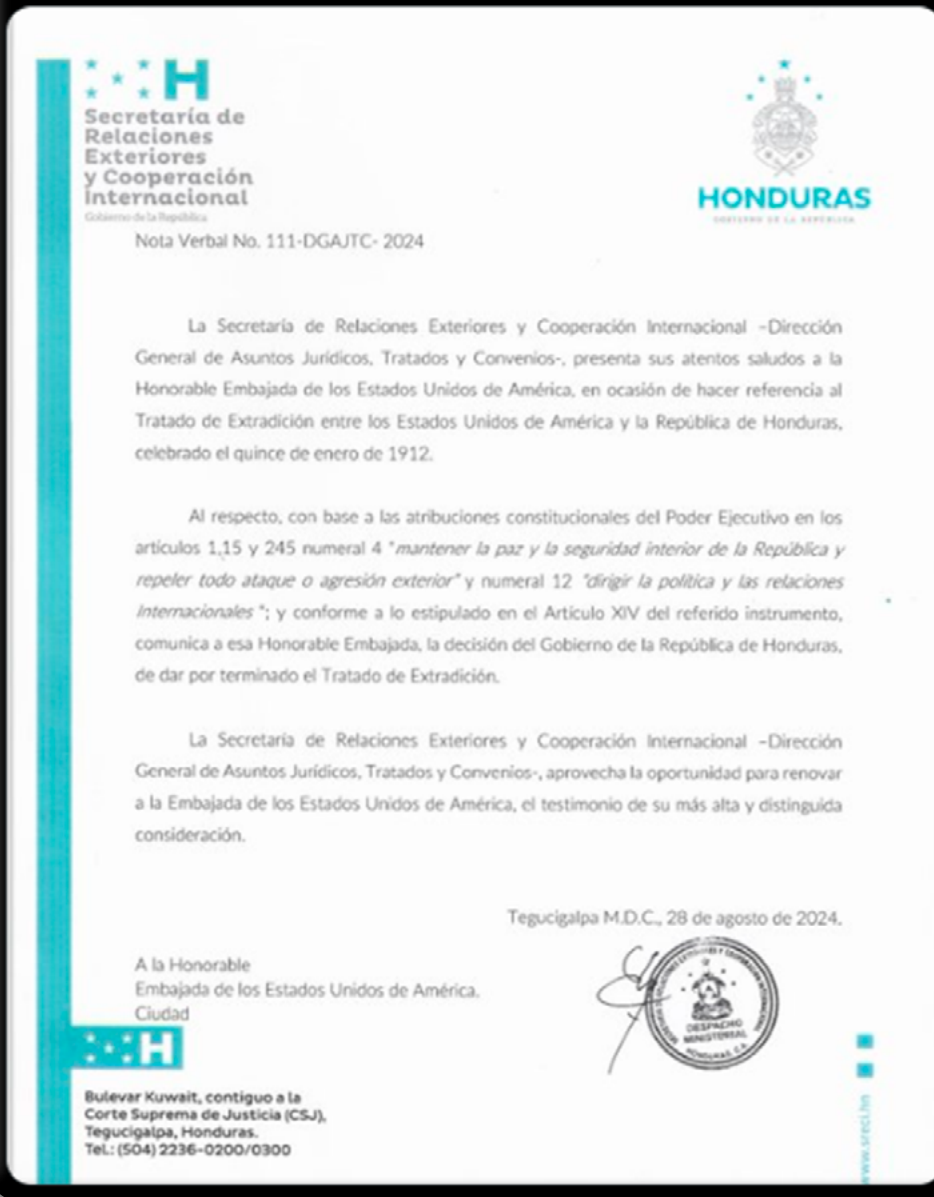 H
Secretaría de
Relaciones
Exteriores
y Cooperación
Internacional
Gobierno de la República
HONDURAS
GOBIERNO DE LA REPÚBLICA
Nota Verbal No. 111-DGAJTC- 2024
La Secretaría de Relaciones Exteriores y Cooperación Internacional –Dirección
General de Asuntos Jurídicos, Tratados y Convenios-, presenta sus atentos saludos a la
Honorable Embajada de los Estados Unidos de América, en ocasión de hacer referencia al
Tratado de Extradición entre los Estados Unidos de América y la República de Honduras,
celebrado el quince de enero de 1912.
Al respecto, con base a las atribuciones constitucionales del Poder Ejecutivo en los
artículos 1,15 y 245 numeral 4 "mantener la paz y la seguridad interior de la República y
repeler todo ataque o agresión exterior" y numeral 12 "dirigir la política y las relaciones
Internacionales "; y conforme a lo estipulado en el Artículo XIV del referido instrumento,
comunica a esa Honorable Embajada, la decisión del Gobierno de la República de Honduras,
de dar por terminado el Tratado de Extradición.
La Secretaría de Relaciones Exteriores y Cooperación Internacional –Dirección
General de Asuntos Jurídicos, Tratados y Convenios-, aprovecha la oportunidad para renovar
a la Embajada de los Estados Unidos de América, el testimonio de su más alta y distinguida
consideración.
Tegucigalpa M.D.C., 28 de agosto de 2024.
A la Honorable
Embajada de los Estados Unidos de América.
Ciudad
DESPACHO
MINISTERIAL
HONDURAS, C.A.
H
Bulevar Kuwait, contiguo a la
Corte Suprema de Justicia (CSJ),
Tegucigalpa, Honduras.
Tel.: (504) 2236-0200/0300
www.sreci.hn